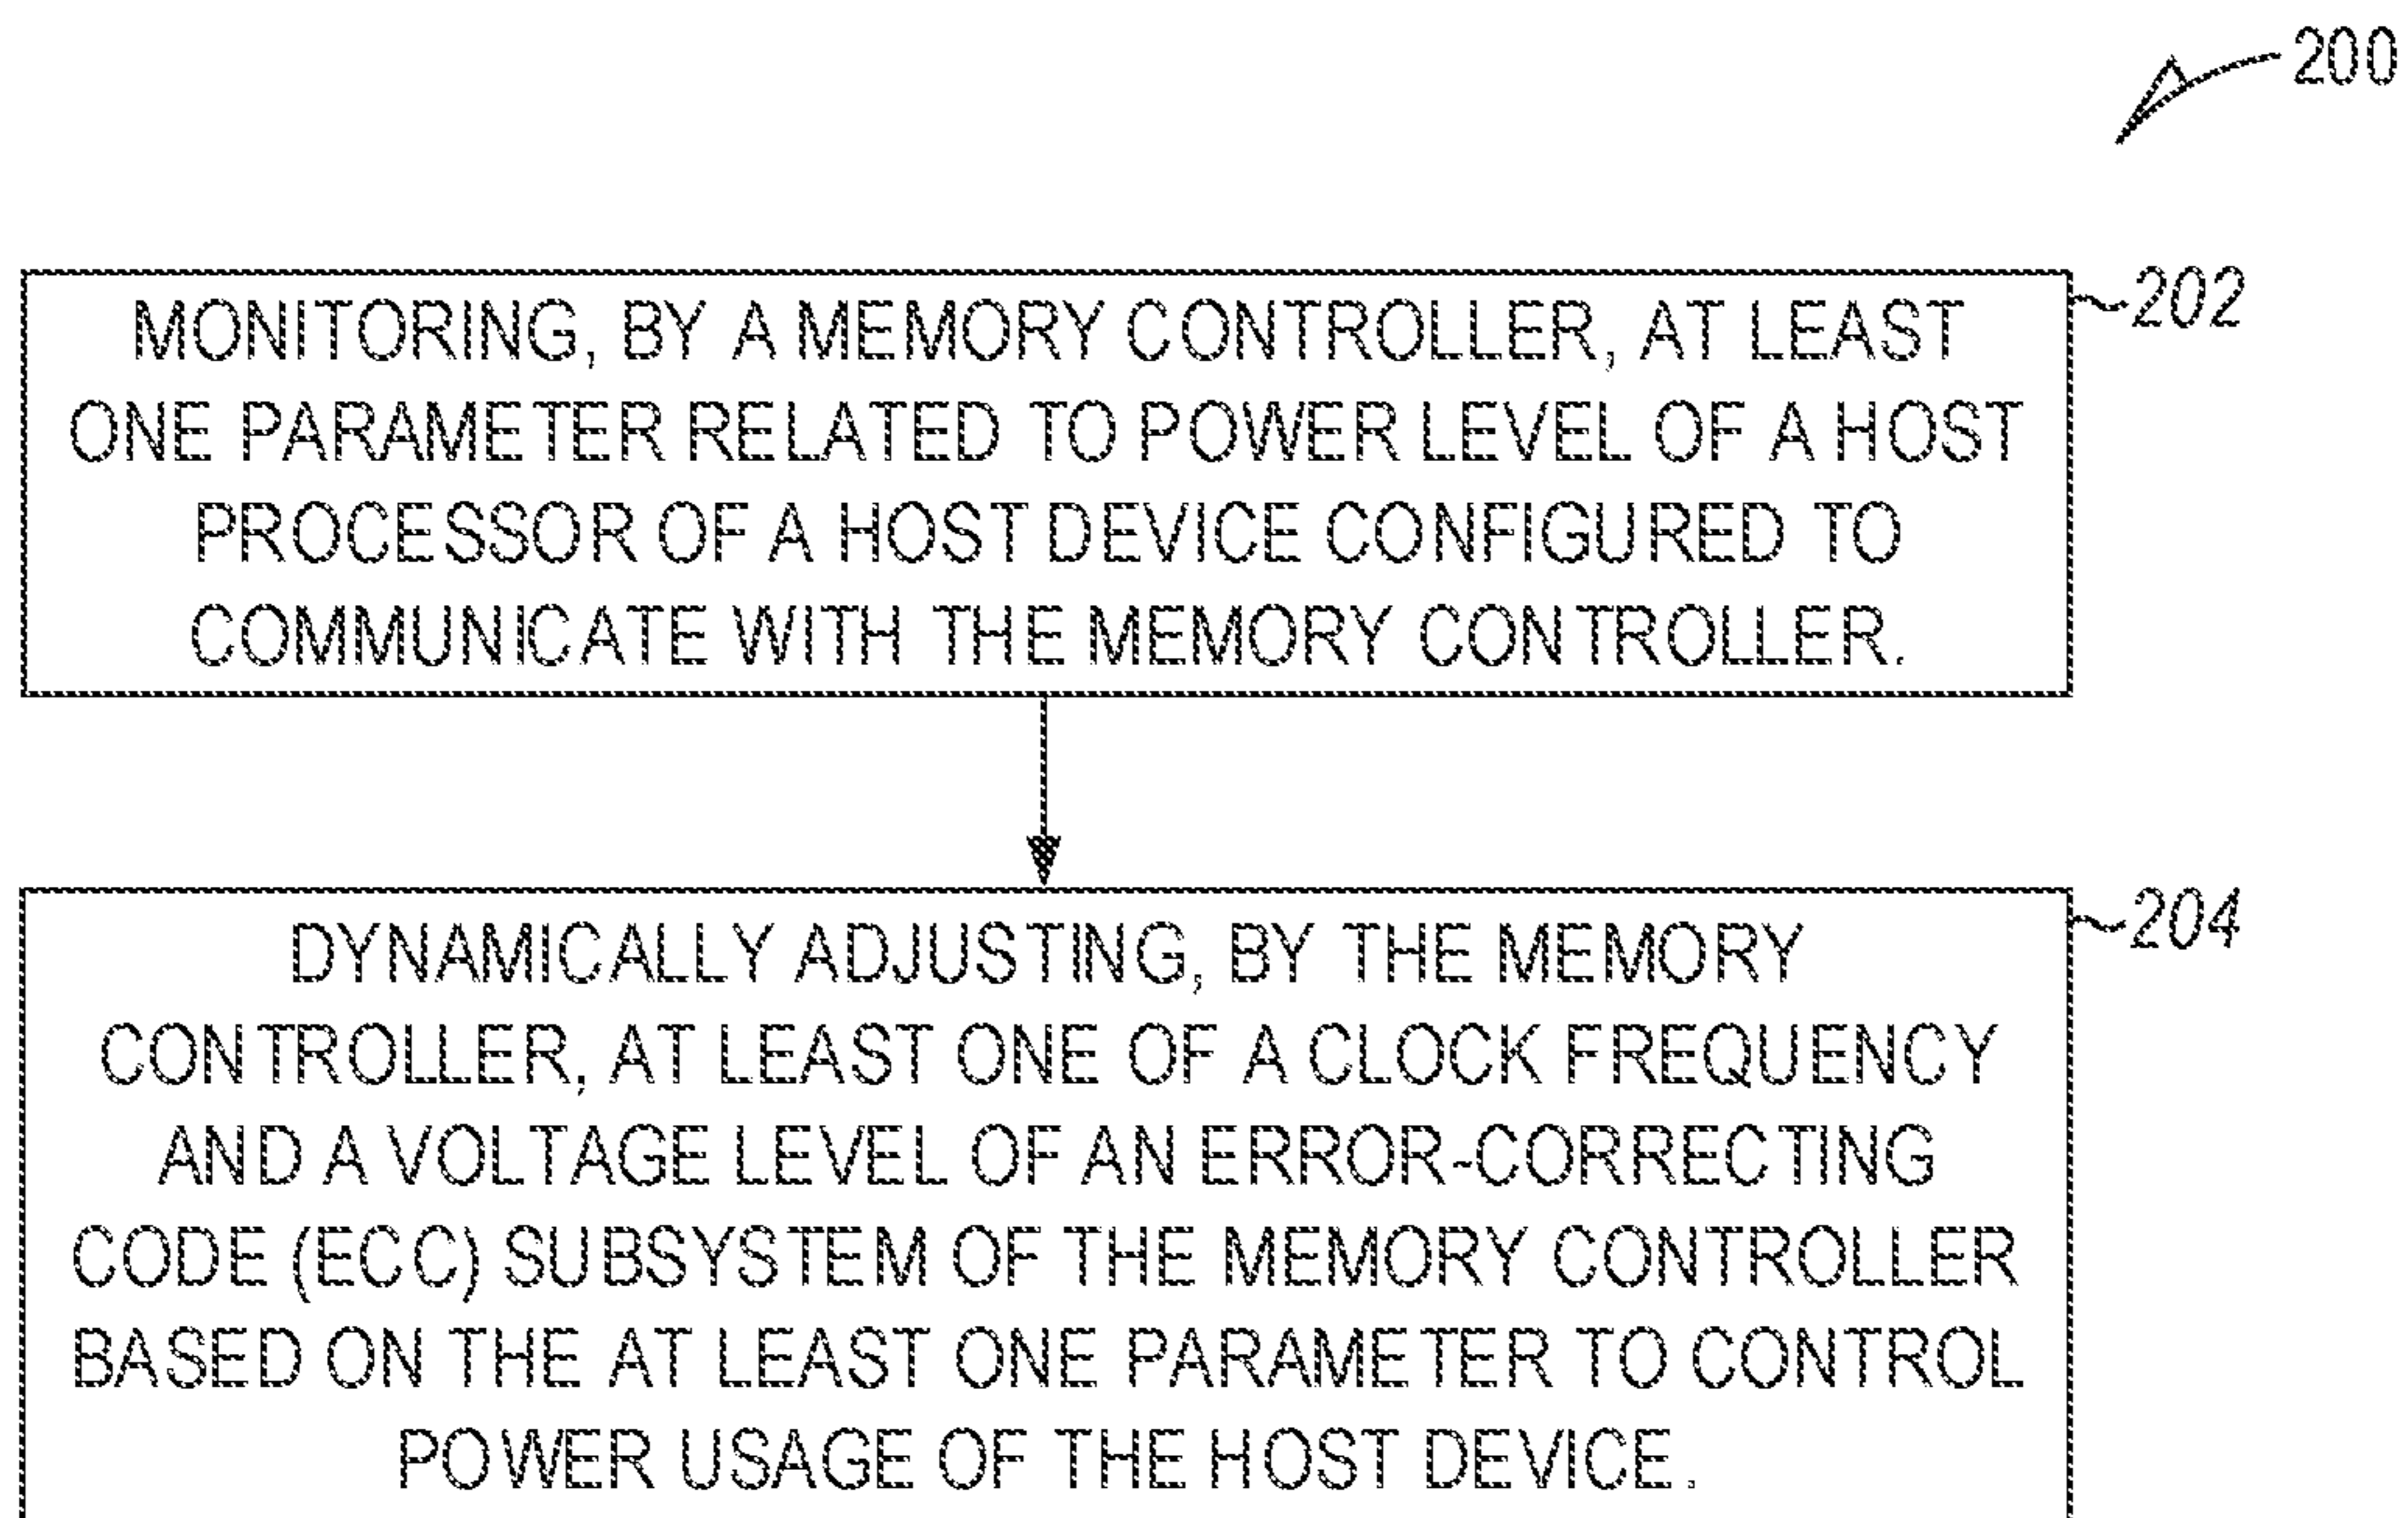 200
202
MONITORING, BY A MEMORY CONTROLLER, AT LEAST
ONE PARAMETER RELATED TO POWER LEVEL OF A HOST
PROCESSOR OF A HOST DEVICE CONFIGURED TO
COMMUNICATE WITH THE MEMORY CONTROLLER.
204
DYNAMICALLY ADJUSTING, BY THE MEMORY
CONTROLLER, AT LEAST ONE OF A CLOCK FREQUENCY
AND A VOLTAGE LEVEL OF AN ERROR-CORRECTING
CODE (ECC) SUBSYSTEM OF THE MEMORY CONTROLLER
BASED ON THE AT LEAST ONE PARAMETER TO CONTROL
POWER USAGE OF THE HOST DEVICE.